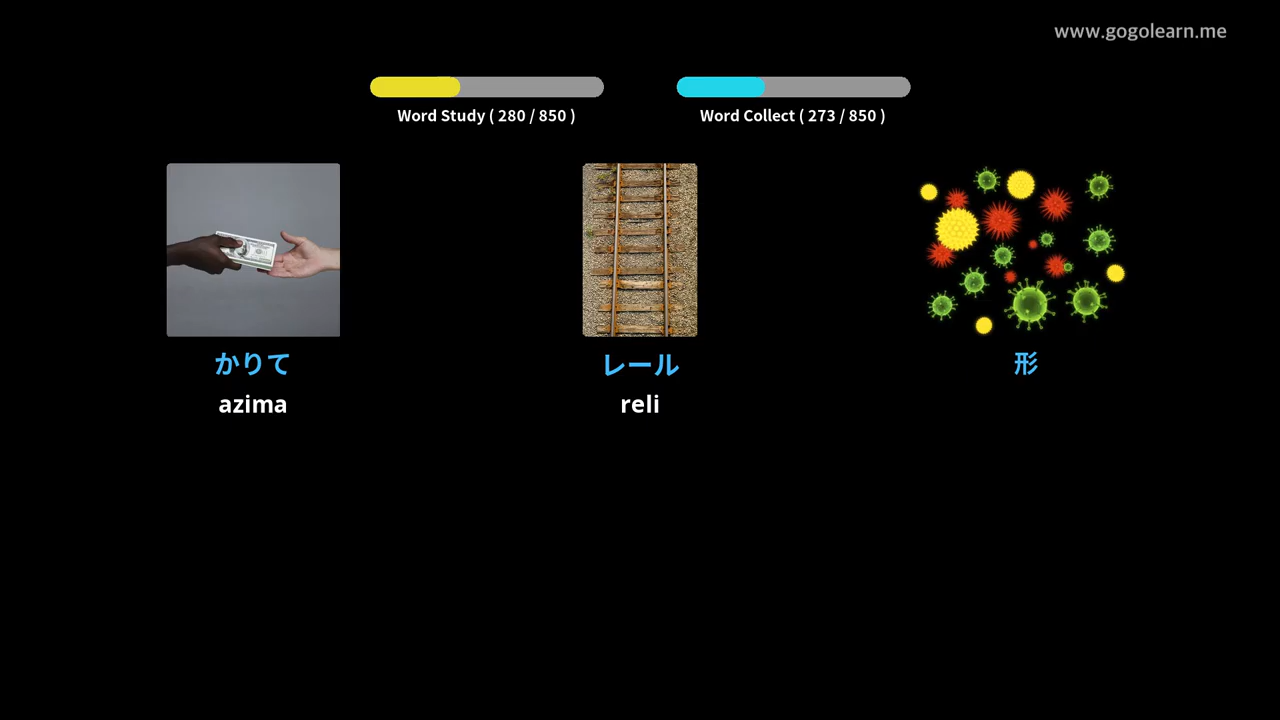 www.gogolearn.me
Word Study ( 280 / 850 )
Word Collect ( 273 / 850 )
かりて
レール
形
azima
reli